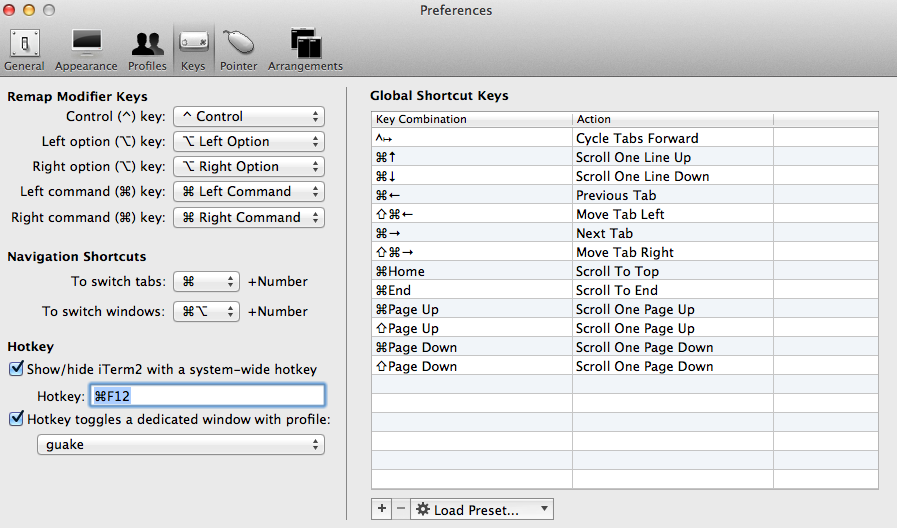 Preferences
General Appearance Profiles Keys Pointer Arrangements
Remap Modifier Keys
Control (^) key: ^ Control
Left option (⌥) key: ⌥ Left Option
Right option (⌥) key: ⌥ Right Option
Left command (⌘) key: ⌘ Left Command
Right command (⌘) key: ⌘ Right Command
Navigation Shortcuts
To switch tabs: ⌘ +Number
To switch windows: ⌘⌥ +Number
Hotkey
Show/hide iTerm2 with a system-wide hotkey
Hotkey: ⌘F12
Hotkey toggles a dedicated window with profile:
guake
Global Shortcut Keys
Key Combination Action
^↦ Cycle Tabs Forward
⌘↑ Scroll One Line Up
⌘↓ Scroll One Line Down
⌘← Previous Tab
⇧⌘← Move Tab Left
⌘→ Next Tab
⇧⌘→ Move Tab Right
⌘Home Scroll To Top
⌘End Scroll To End
⌘Page Up Scroll One Page Up
⇧Page Up Scroll One Page Up
⌘Page Down Scroll One Page Down
⇧Page Down Scroll One Page Down
+ − Load Preset...